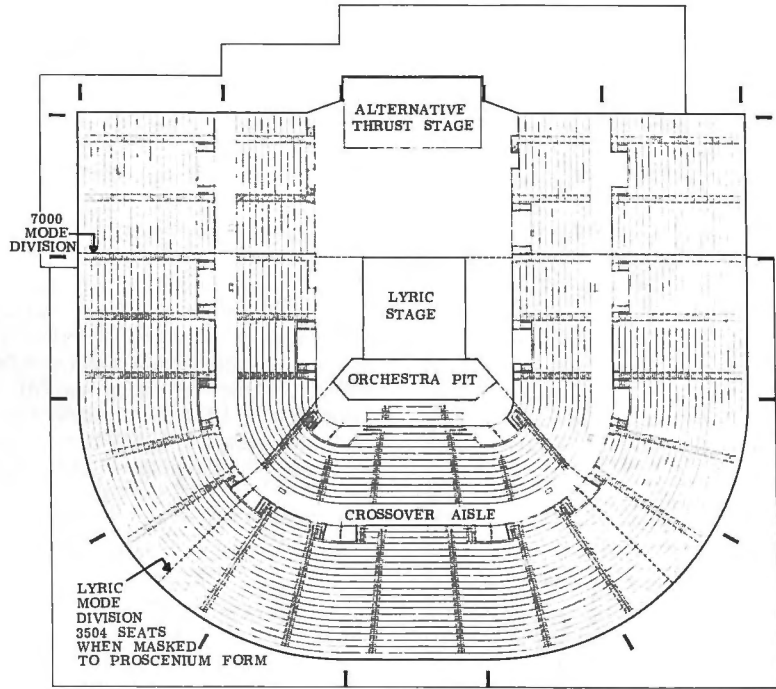 ALTERNATIVE
THRUST STAGE
7000
MODE
DIVISION
LYRIC
STAGE
ORCHESTRA PIT
CROSSOVER AISLE
LYRIC
MODE
DIVISION
3504 SEATS
WHEN MASKED
TO PROSCENIUM FORM